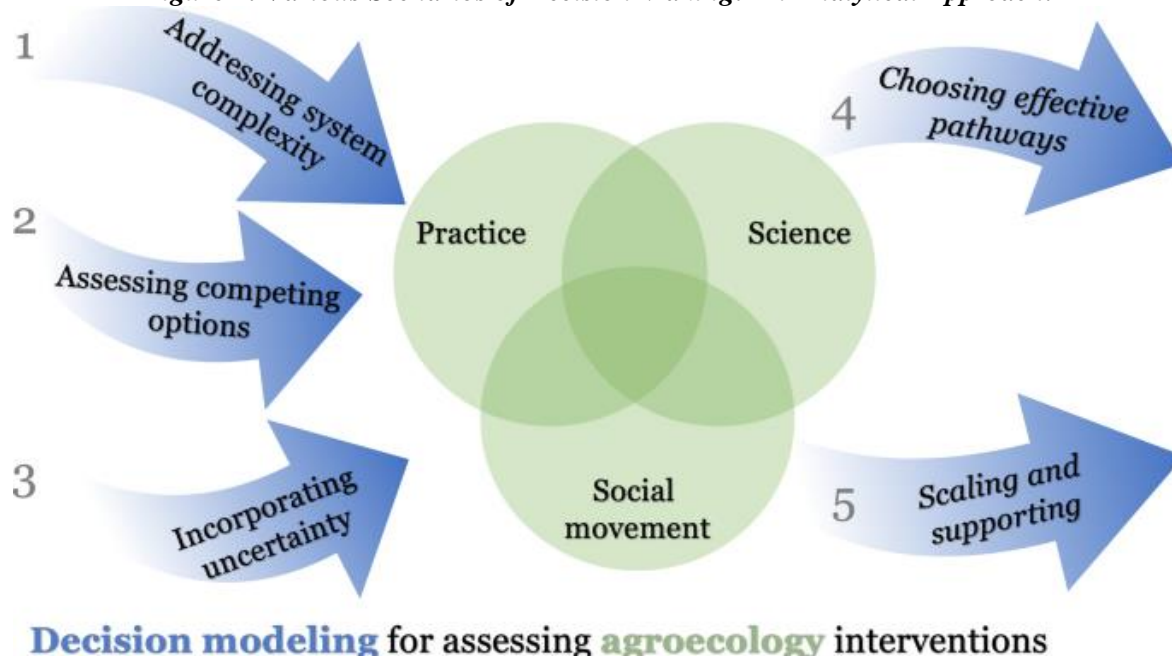 1
Addressing system
complexity
2
Assessing competing
options
3
Incorporating
uncertainty
Practice
Science
Social
movement
4
Choosing effective
pathways
5
Scaling and
supporting
Decision modeling for assessing agroecology interventions